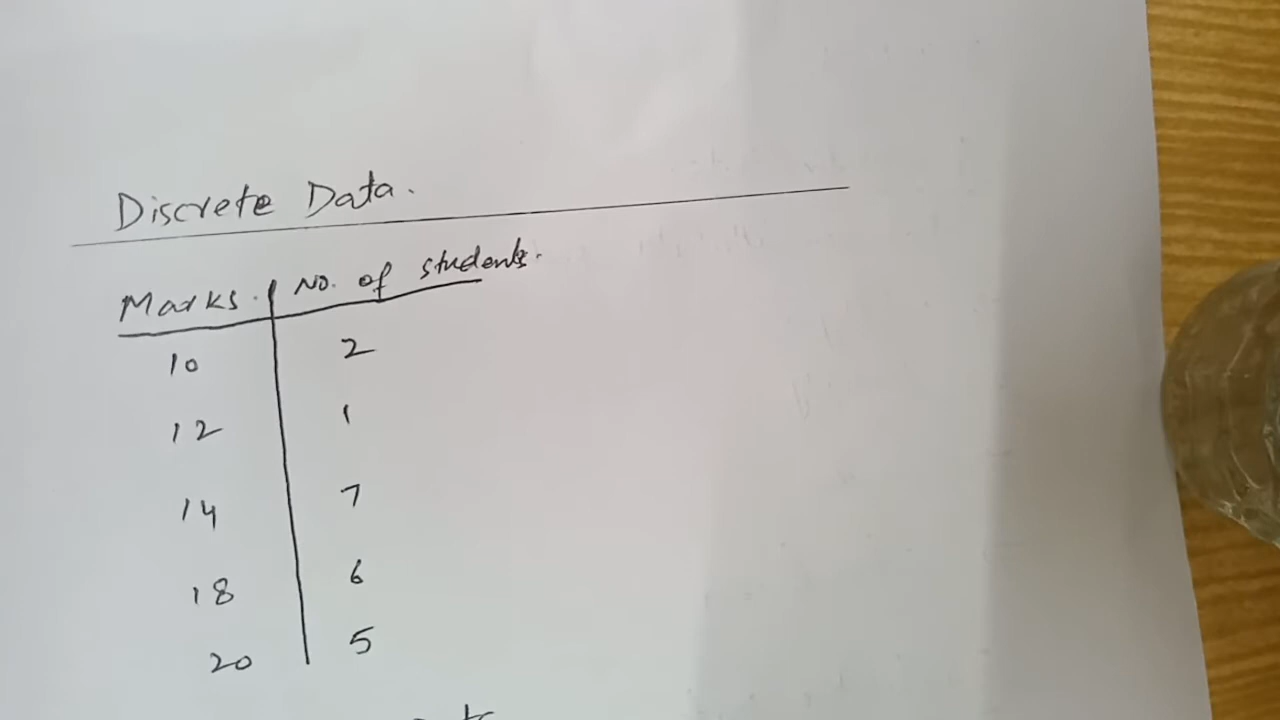 Discrete Data.
Marks. No. of students.
10 2
12 1
14 7
18 6
20 5